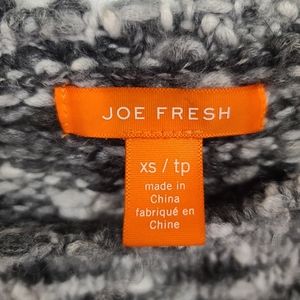 JOE FRESH
xs / tp
made in
China
fabriqué en
Chine